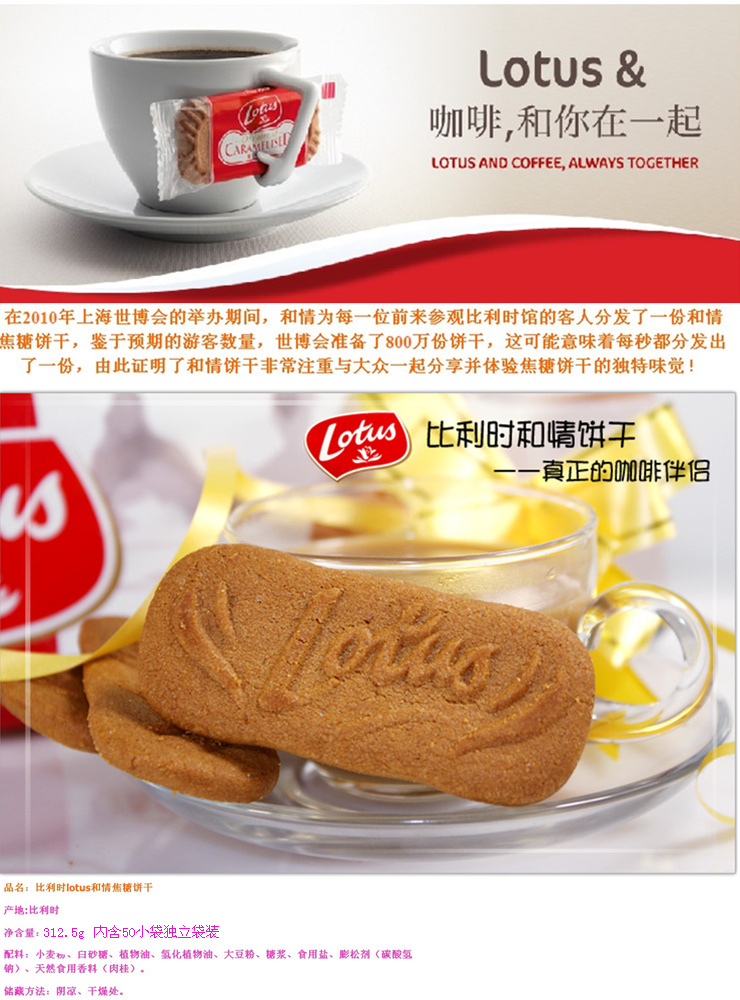 Lotus &
咖啡,和你在一起
LOTUS AND COFFEE, ALWAYS TOGETHER
Lotus
CARAMELISED
在2010年上海世博会的举办期间，和情为每一位前来参观比利时馆的客人分发了一份和情
焦糖饼干，鉴于预期的游客数量，世博会准备了800万份饼干，这可能意味着每秒都分发出
了一份，由此证明了和情饼干非常注重与大众一起分享并体验焦糖饼干的独特味觉！
Lotus
比利时和情饼干
——真正的咖啡伴侣
us
Lotus
品名：比利时lotus和情焦糖饼干
产地:比利时
净含量：312.5g 内含50小袋独立袋装
配料：小麦粉、白砂糖、植物油、氢化植物油、大豆粉、糖浆、食用盐、膨松剂（碳酸氢
钠）、天然食用香料（肉桂）。
储藏方法：阴凉、干燥处。